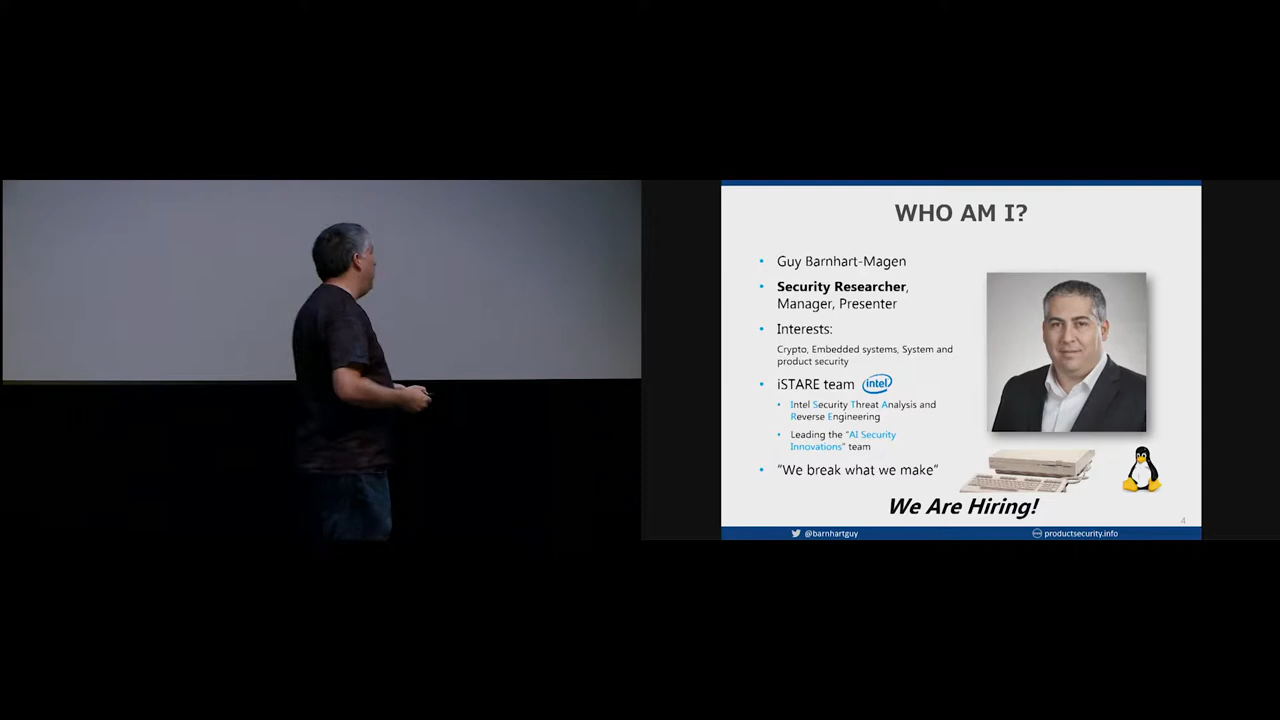 WHO AM I?
• Guy Barnhart-Magen
• Security Researcher,
Manager, Presenter
• Interests:
Crypto, Embedded systems, System and
product security
• iSTARE team intel
• Intel Security Threat Analysis and
Reverse Engineering
• Leading the "AI Security
Innovations" team
• "We break what we make"
We Are Hiring!
4
@barnhartguy
productsecurity.info